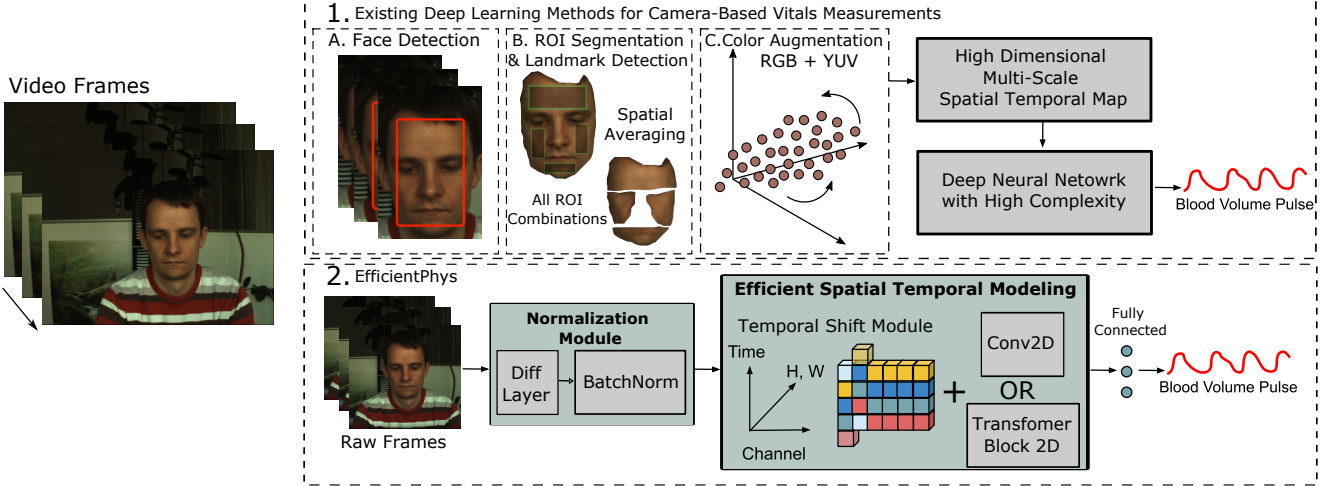 Video Frames
1. Existing Deep Learning Methods for Camera-Based Vitals Measurements
A. Face Detection
B. ROI Segmentation
& Landmark Detection
Spatial
Averaging
All ROI
Combinations
C.Color Augmentation
RGB + YUV
High Dimensional
Multi-Scale
Spatial Temporal Map
Deep Neural Netowrk
with High Complexity
Blood Volume Pulse
2. EfficientPhys
Raw Frames
Normalization
Module
Diff
Layer
BatchNorm
Efficient Spatial Temporal Modeling
Temporal Shift Module
Time
H, W
Channel
+
Conv2D
OR
Transfomer
Block 2D
Fully
Connected
Blood Volume Pulse